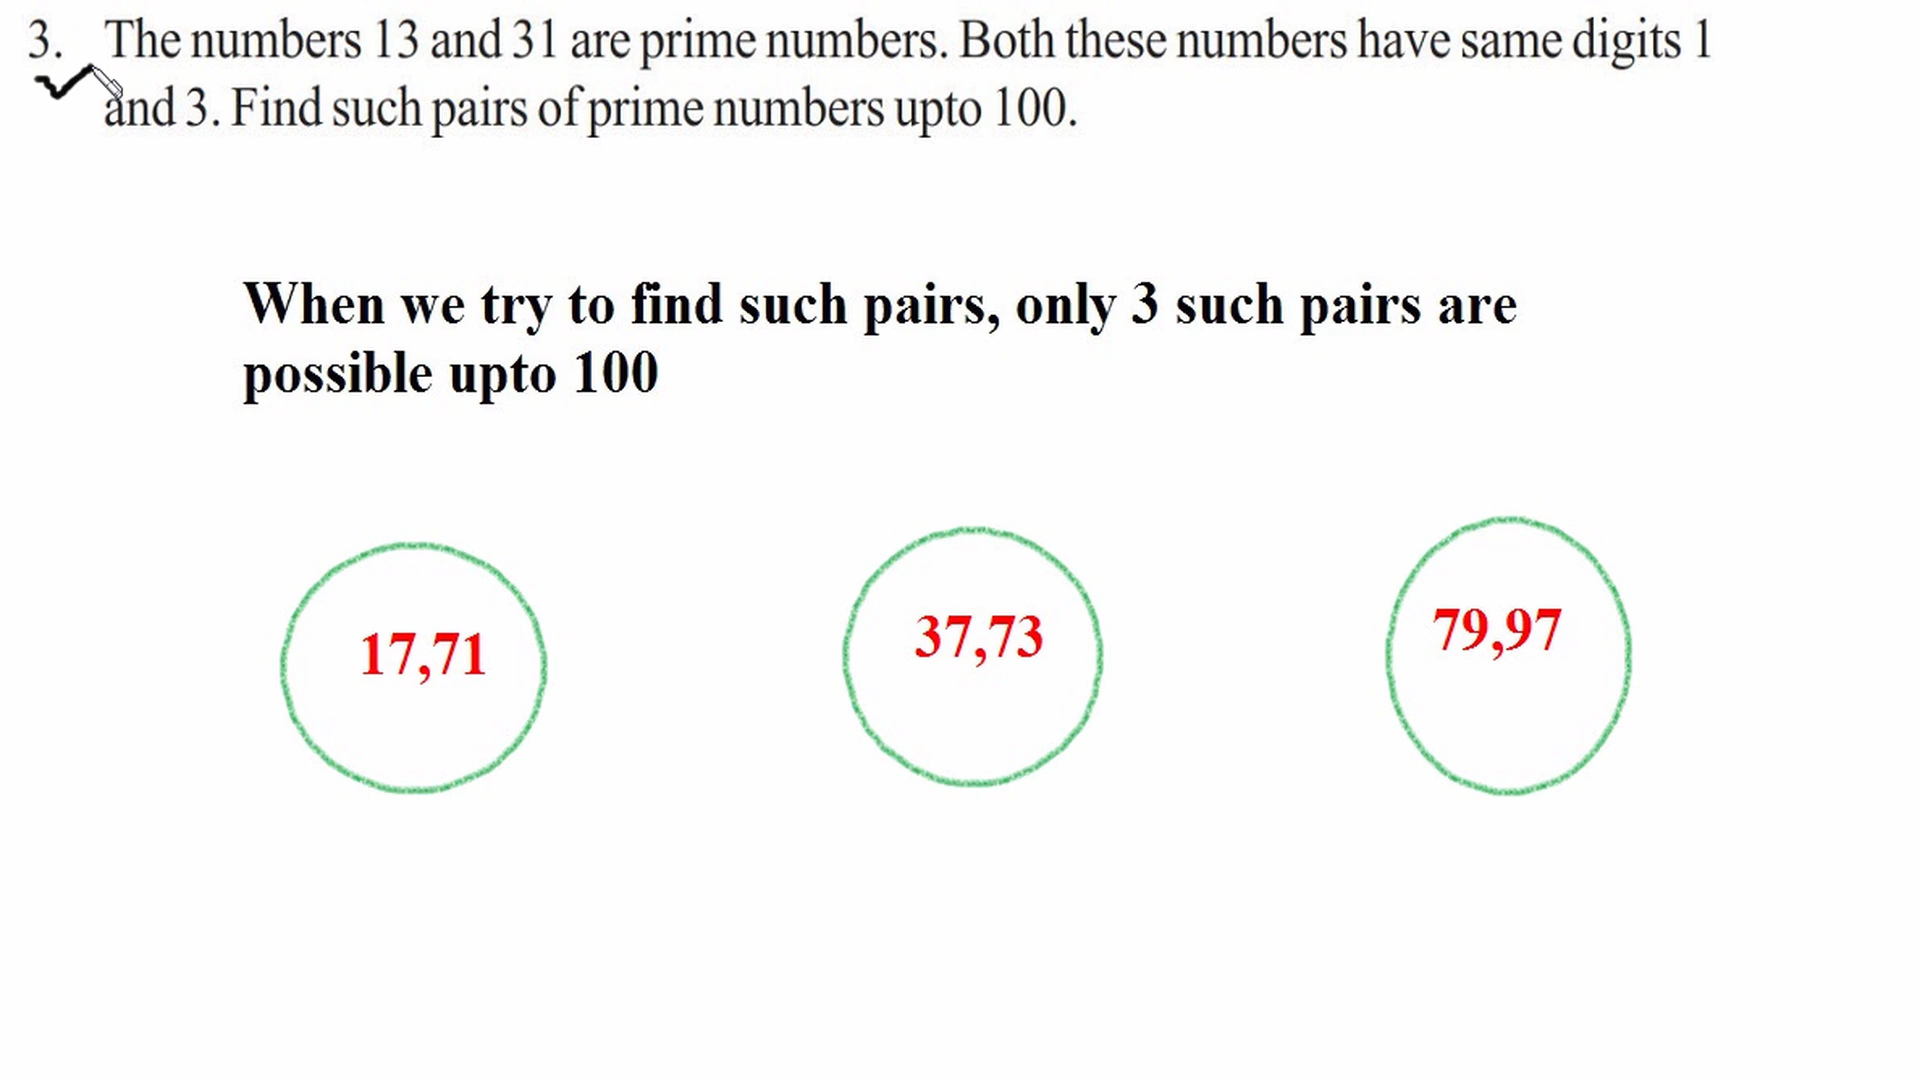 3. The numbers 13 and 31 are prime numbers. Both these numbers have same digits 1
and 3. Find such pairs of prime numbers upto 100.
When we try to find such pairs, only 3 such pairs are
possible upto 100
17,71
37,73
79,97